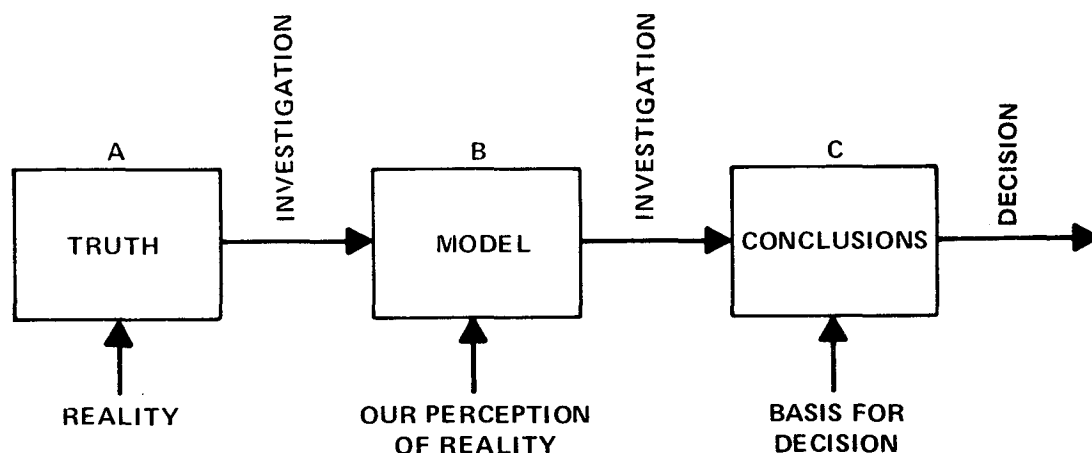 A
TRUTH
REALITY
INVESTIGATION
B
MODEL
OUR PERCEPTION
OF REALITY
INVESTIGATION
C
CONCLUSIONS
BASIS FOR
DECISION
DECISION